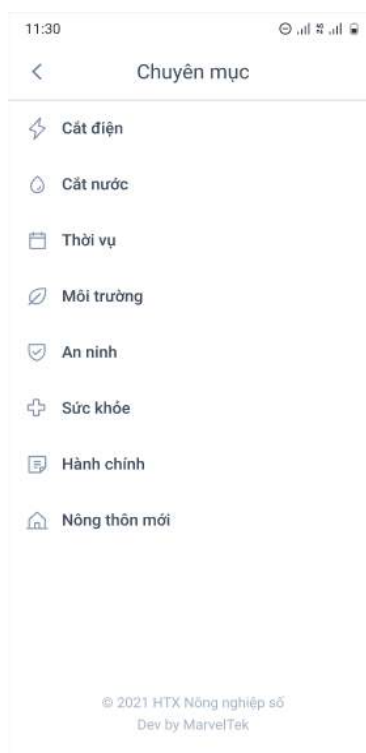 11:30
Chuyên mục
Cắt điện
Cắt nước
Thời vụ
Môi trường
An ninh
Sức khỏe
Hành chính
Nông thôn mới
© 2021 HTX Nông nghiệp số
Dev by MarvelTek